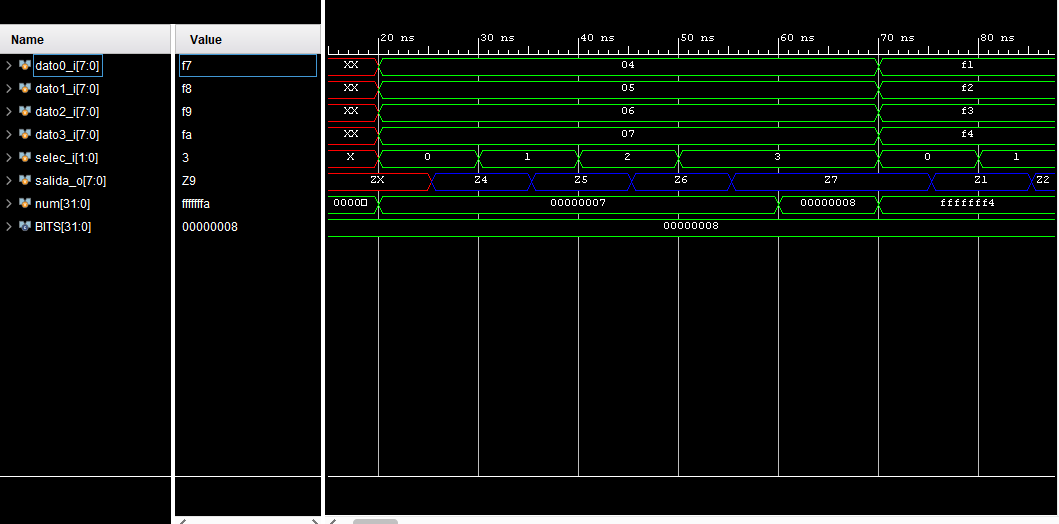 Name Value
20 ns 30 ns 40 ns 50 ns 60 ns 70 ns 80 ns
dato0_i[7:0] f7 XX 04 f1
dato1_i[7:0] f8 XX 05 f2
dato2_i[7:0] f9 XX 06 f3
dato3_i[7:0] fa XX 07 f4
selec_i[1:0] 3 X 0 1 2 3 0 1
salida_o[7:0] Z9 ZX Z4 Z5 Z6 Z7 Z1 Z2
num[31:0] fffffffa 0000 00000007 00000008 fffffff4
BITS[31:0] 00000008 00000008